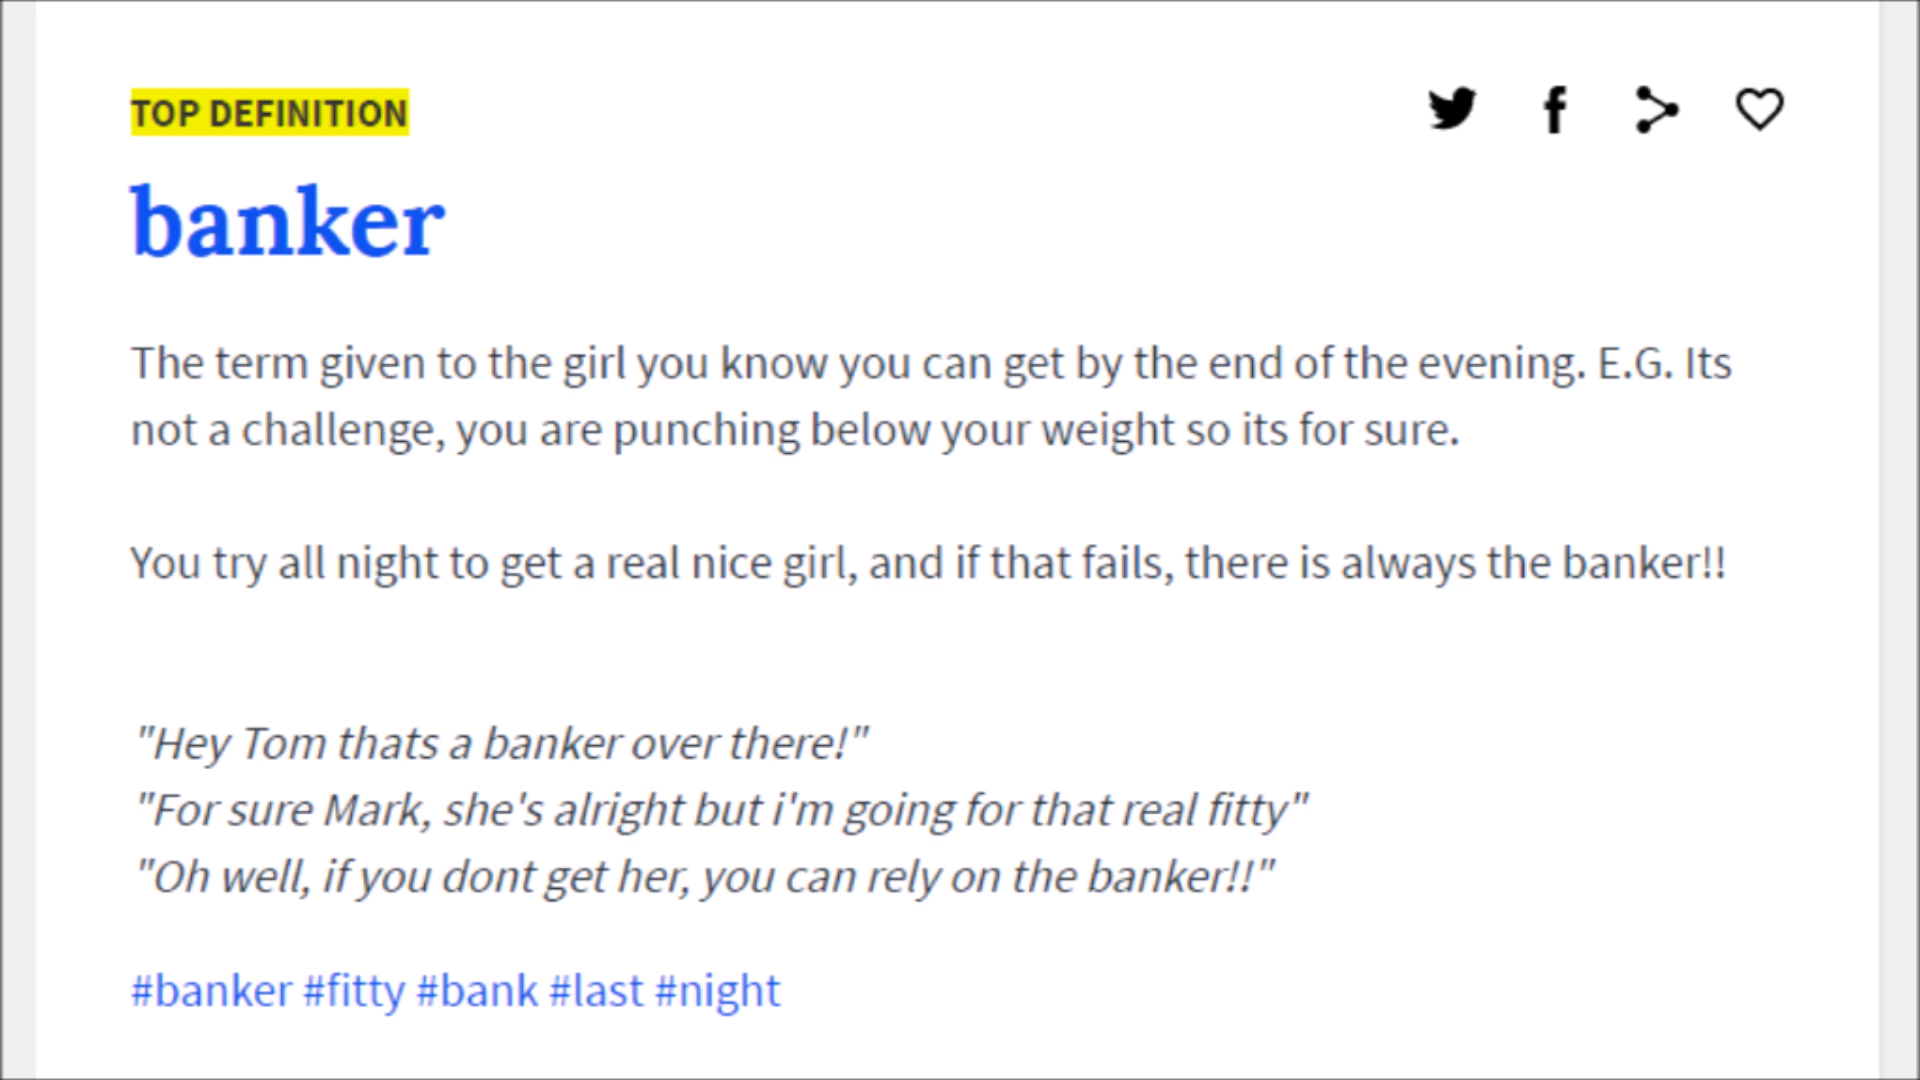 TOP DEFINITION
banker
The term given to the girl you know you can get by the end of the evening. E.G. Its
not a challenge, you are punching below your weight so its for sure.
You try all night to get a real nice girl, and if that fails, there is always the banker!!
"Hey Tom thats a banker over there!"
"For sure Mark, she's alright but i'm going for that real fitty"
"Oh well, if you dont get her, you can rely on the banker!!"
#banker #fitty #bank #last #night